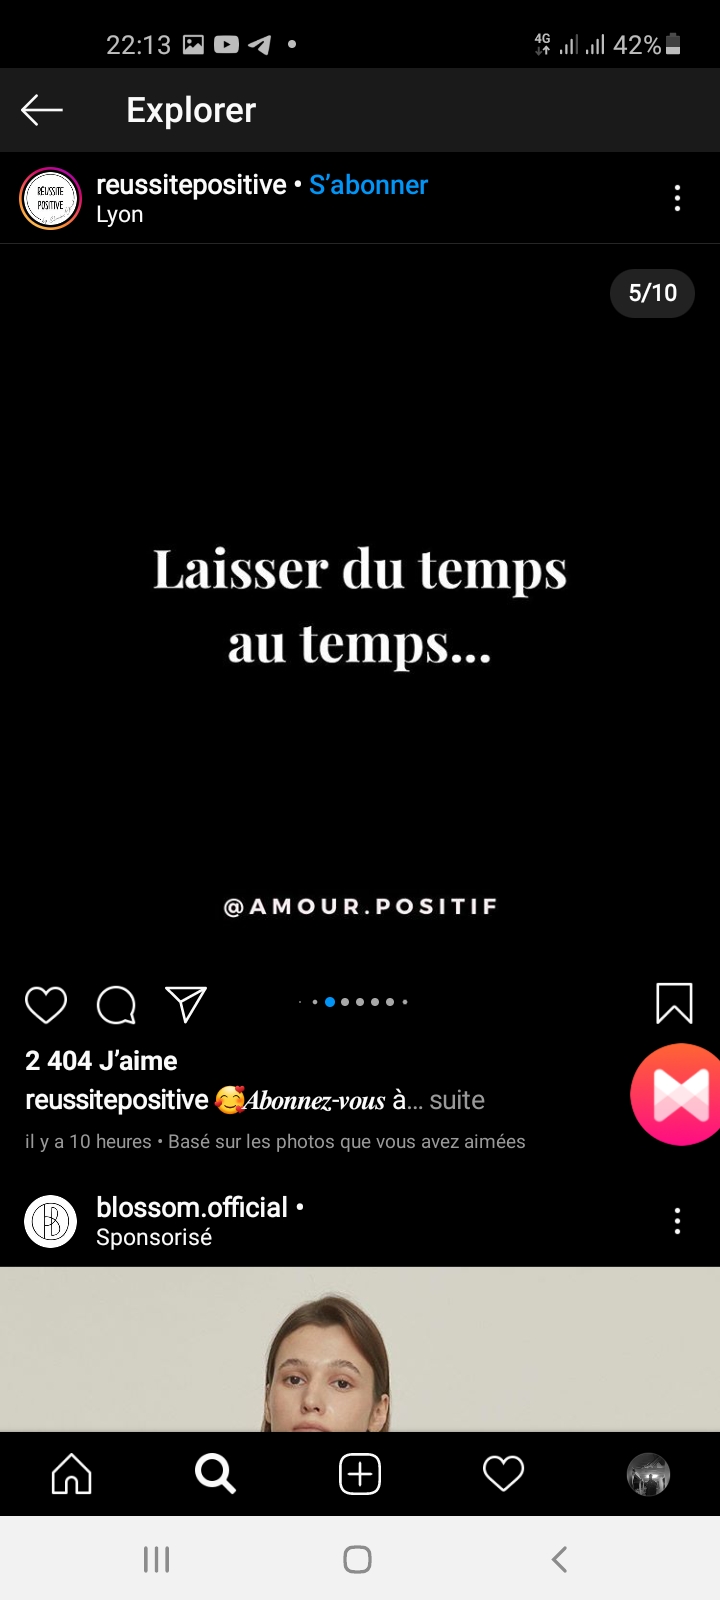 22:13
4G 42%
Explorer
RÉUSSITE
POSITIVE
reussitepositive • S’abonner
Lyon
5/10
Laisser du temps
au temps...
@AMOUR.POSITIF
2 404 J’aime
reussitepositive 🥰Abonnez-vous à... suite
il y a 10 heures • Basé sur les photos que vous avez aimées
blossom.official •
Sponsorisé